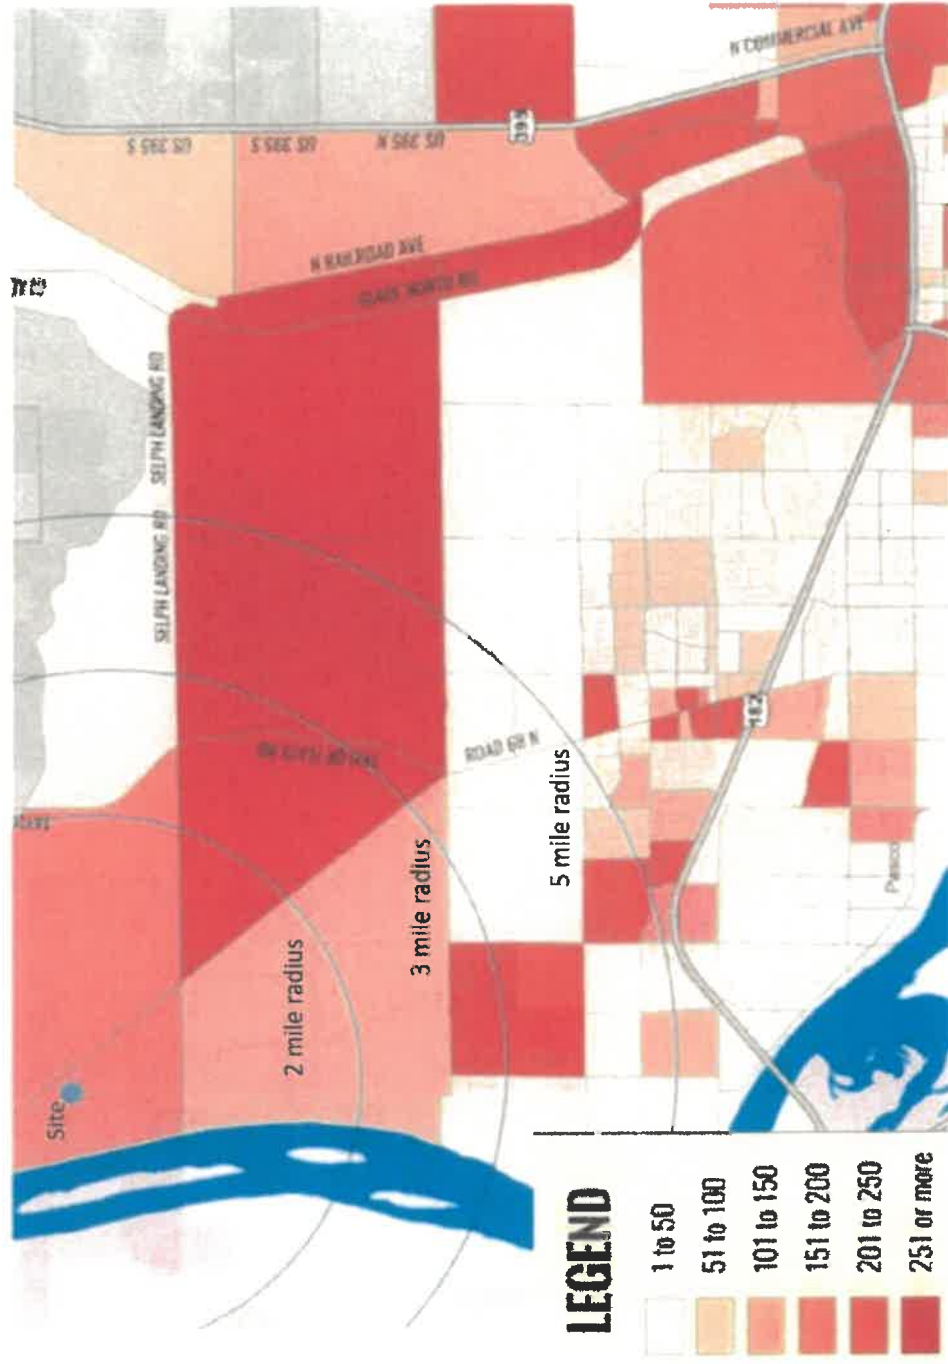 N COMMERCIAL AVE
395
US 395 S
US 395 S
US 395 N
N RAILROAD AVE
SELPH LANDING RD
SELPH LANDING RD
ROAD 68 N
182
5 mile radius
3 mile radius
2 mile radius
Site
Pasco
LEGEND
1 to 50
51 to 100
101 to 150
151 to 200
201 to 250
251 or more